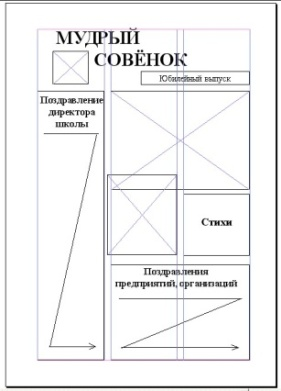 МУДРЫЙ
СОВЁНОК
Юбилейный выпуск
Поздравление
директора
школы
Стихи
Поздравления
предприятий, организаций